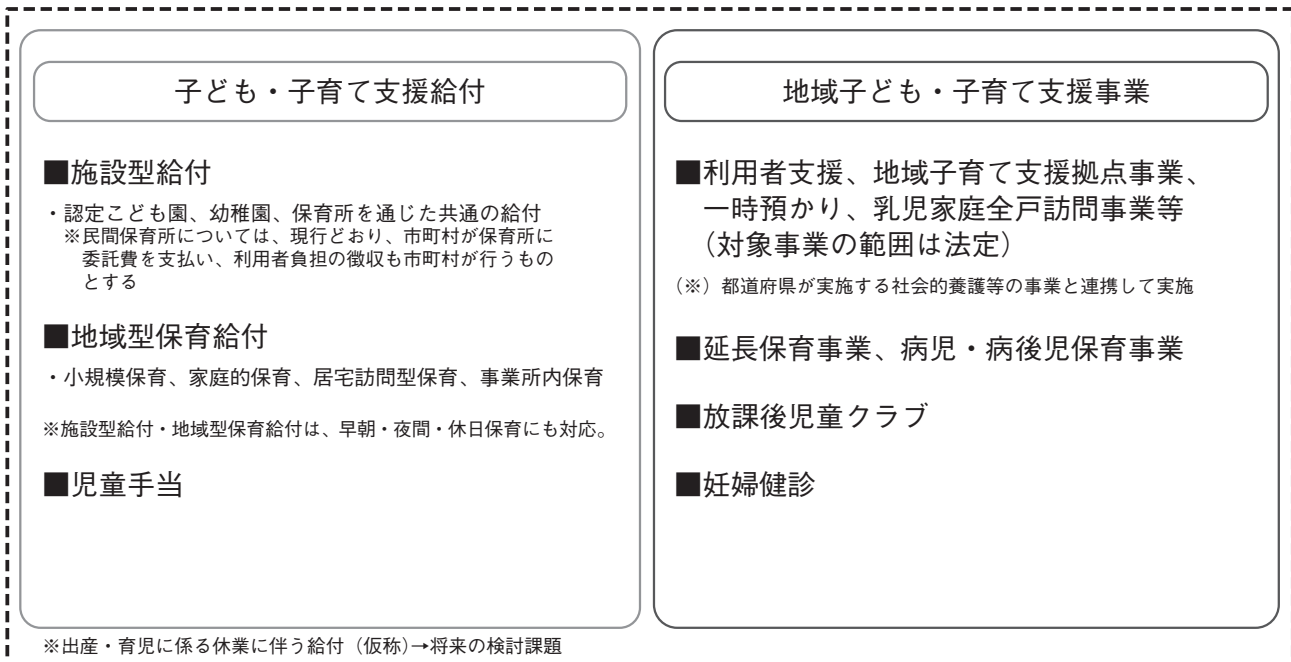 子ども・子育て支援給付
■施設型給付
・認定こども園、幼稚園、保育所を通じた共通の給付
※民間保育所については、現行どおり、市町村が保育所に
委託費を支払い、利用者負担の徴収も市町村が行うもの
とする
■地域型保育給付
・小規模保育、家庭的保育、居宅訪問型保育、事業所内保育
※施設型給付・地域型保育給付は、早朝・夜間・休日保育にも対応。
■児童手当
地域子ども・子育て支援事業
■利用者支援、地域子育て支援拠点事業、
一時預かり、乳児家庭全戸訪問事業等
（対象事業の範囲は法定）
（※）都道府県が実施する社会的養護等の事業と連携して実施
■延長保育事業、病児・病後児保育事業
■放課後児童クラブ
■妊婦健診
※出産・育児に係る休業に伴う給付（仮称）→将来の検討課題